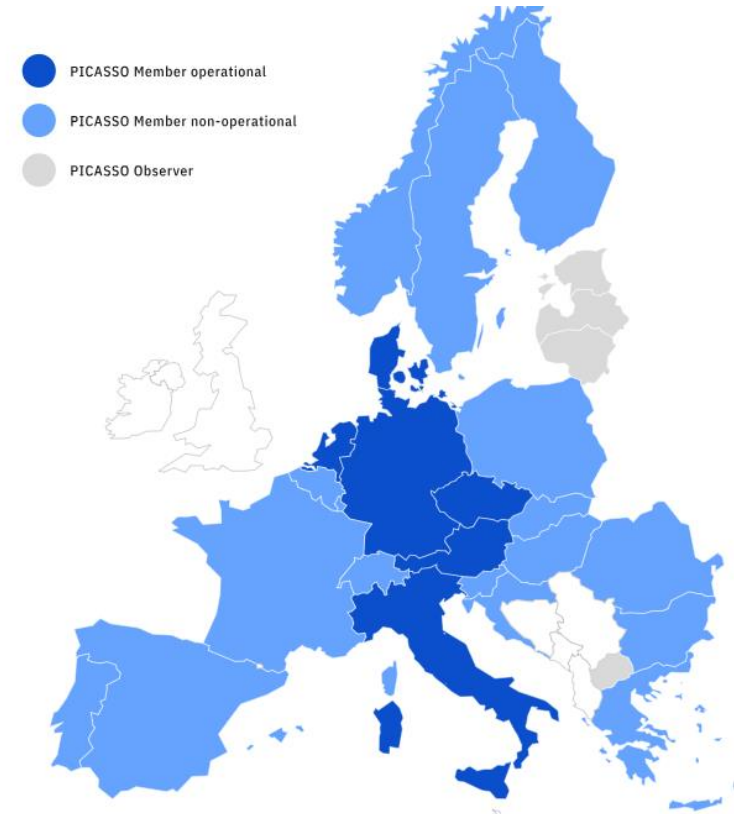 PICASSO Member operational
PICASSO Member non-operational
PICASSO Observer